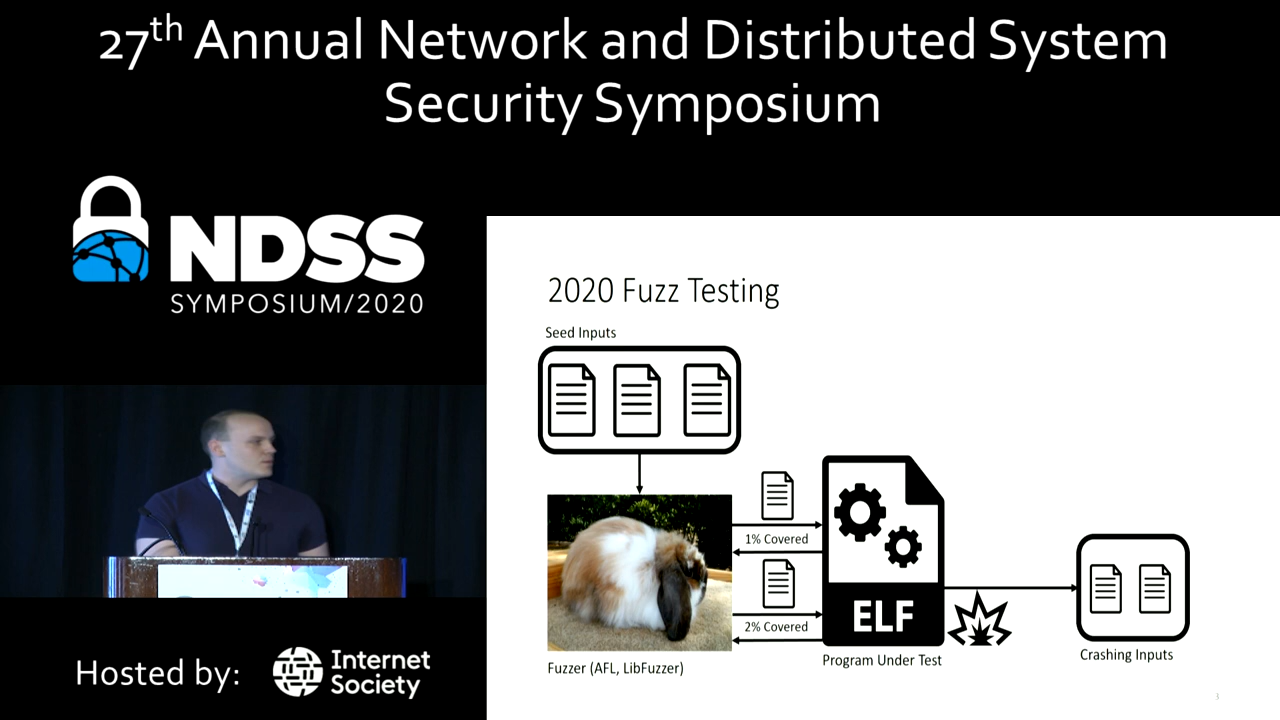 27th Annual Network and Distributed System
Security Symposium
NDSS
SYMPOSIUM/2020
2020 Fuzz Testing
Seed Inputs
1% Covered
2% Covered
ELF
Fuzzer (AFL, LibFuzzer)
Program Under Test
Crashing Inputs
3
Hosted by:
Internet
Society